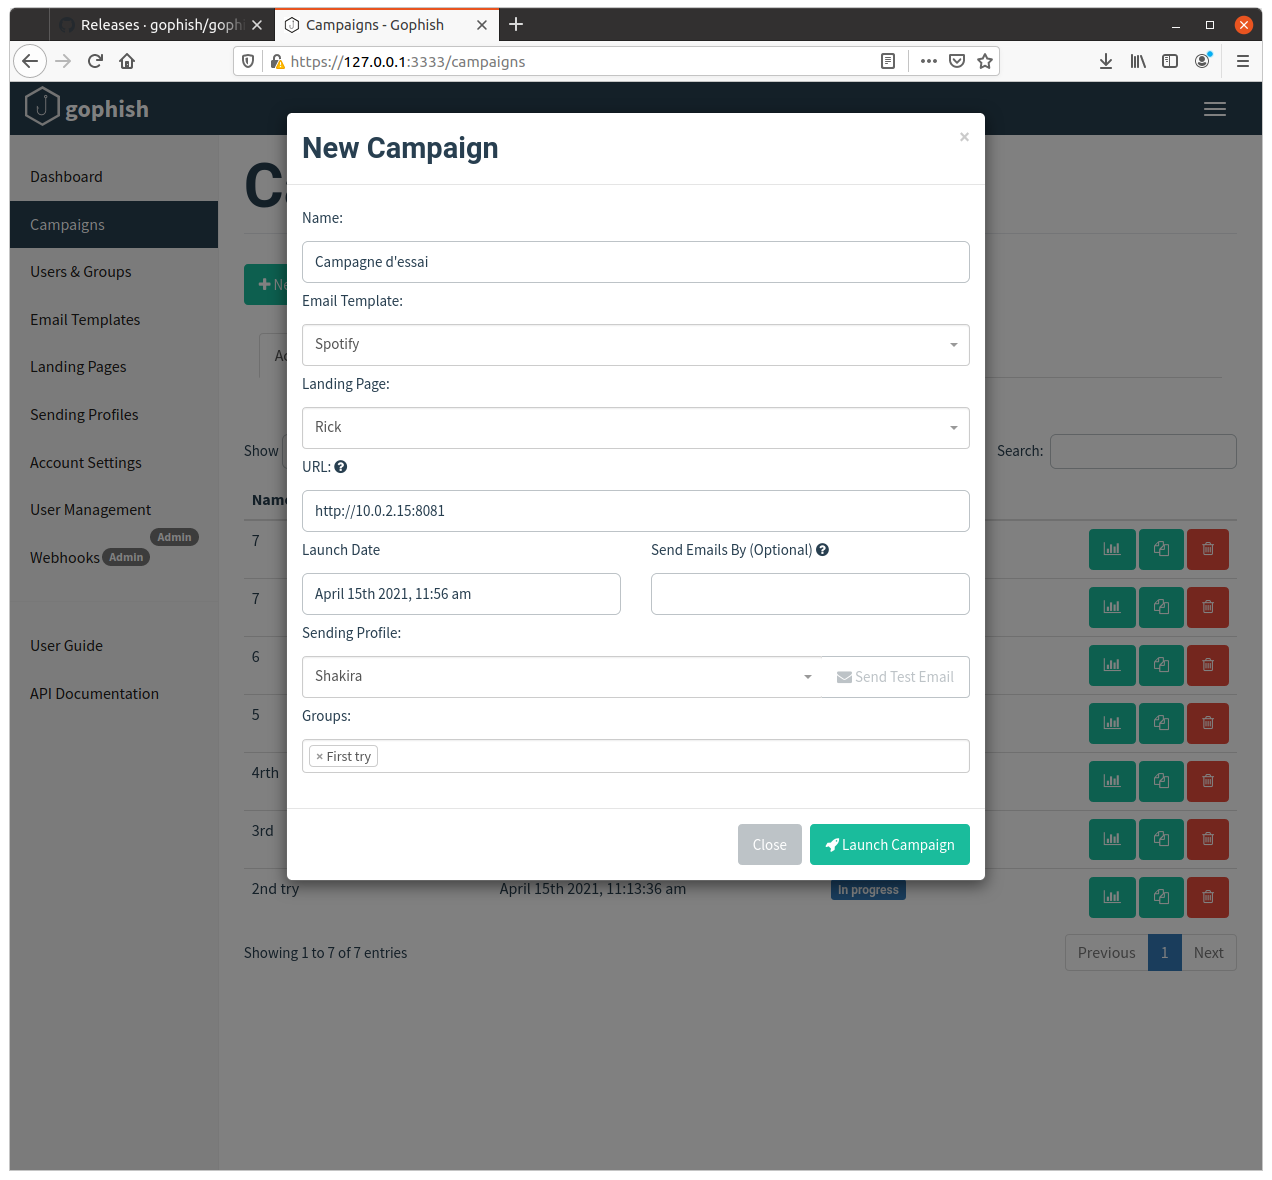 Releases · gophish/goph
Campaigns - Gophish
https://127.0.0.1:3333/campaigns
gophish
Dashboard
Campaigns
Users & Groups
Email Templates
Landing Pages
Sending Profiles
Account Settings
User Management
Admin
Webhooks Admin
User Guide
API Documentation
New Campaign
×
Name:
Campagne d'essai
Email Template:
Spotify
Landing Page:
Rick
URL:
http://10.0.2.15:8081
Launch Date
Send Emails By (Optional)
April 15th 2021, 11:56 am
Sending Profile:
Shakira
Send Test Email
Groups:
× First try
Close
Launch Campaign
Show
Search:
Name
7
7
6
5
4rth
3rd
2nd try
April 15th 2021, 11:13:36 am
In progress
Showing 1 to 7 of 7 entries
Previous 1 Next